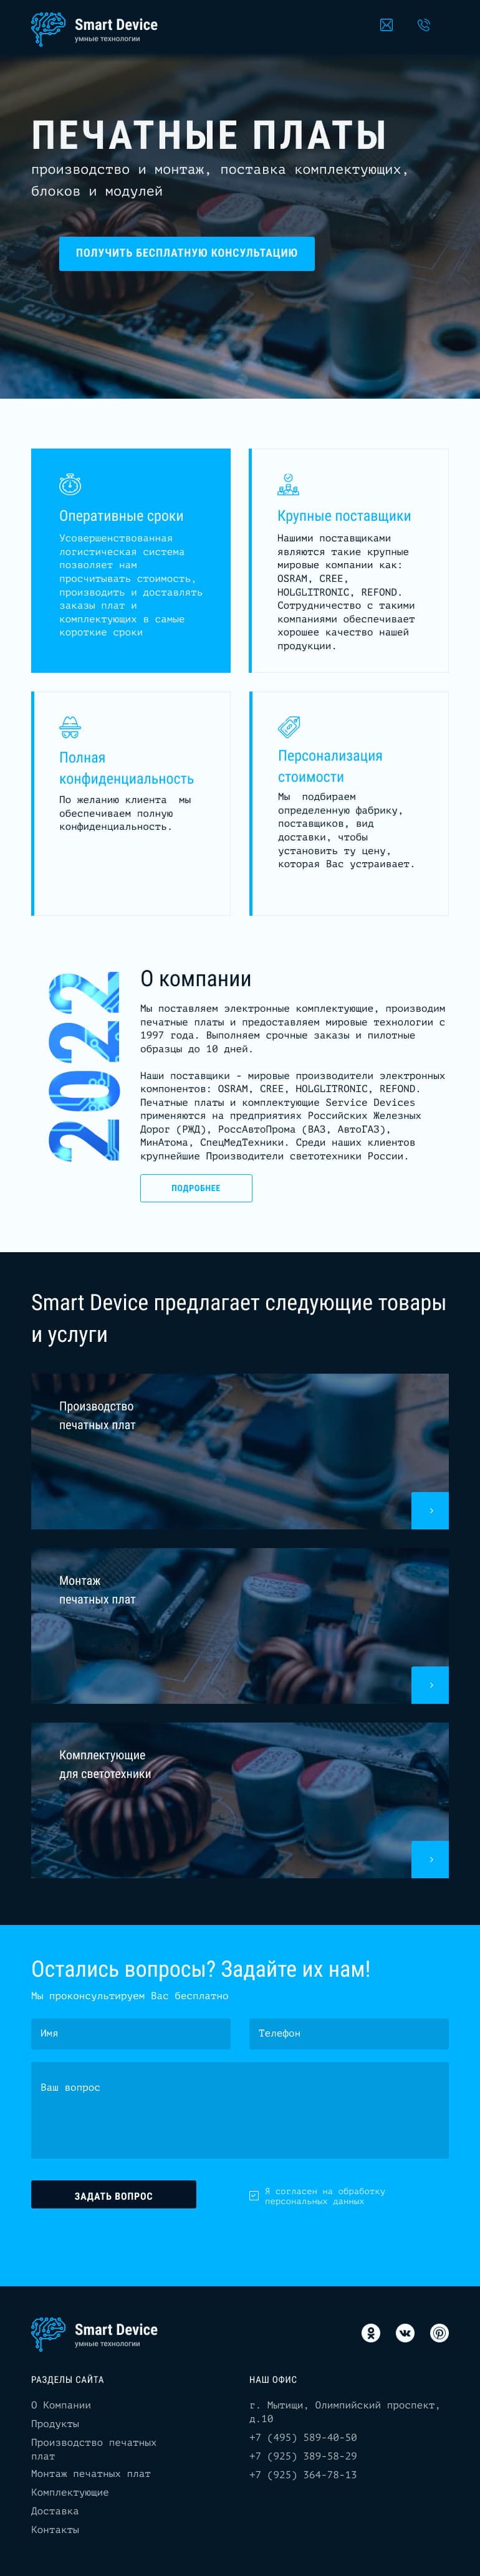 Smart Device
умные технологии
ПЕЧАТНЫЕ ПЛАТЫ
производство и монтаж, поставка комплектующих,
блоков и модулей
ПОЛУЧИТЬ БЕСПЛАТНУЮ КОНСУЛЬТАЦИЮ
Оперативные сроки
Усовершенствованная
логистическая система
позволяет нам
просчитывать стоимость,
производить и доставлять
заказы плат и
комплектующих в самые
короткие сроки
Крупные поставщики
Нашими поставщиками
являются такие крупные
мировые компании как:
OSRAM, CREE,
HOLGLITRONIC, REFOND.
Сотрудничество с такими
компаниями обеспечивает
хорошее качество нашей
продукции.
Полная
конфиденциальность
По желанию клиента  мы
обеспечиваем полную
конфиденциальность.
Персонализация
стоимости
Мы  подбираем
определенную фабрику,
поставщиков, вид
доставки, чтобы
установить ту цену,
которая Вас устраивает.
2022
О компании
Мы поставляем электронные комплектующие, производим
печатные платы и предоставляем мировые технологии с
1997 года. Выполняем срочные заказы и пилотные
образцы до 10 дней.
Наши поставщики - мировые производители электронных
компонентов: OSRAM, CREE, HOLGLITRONIC, REFOND.
Печатные платы и комплектующие Service Devices
применяются на предприятиях Российских Железных
Дорог (РЖД), РоссАвтоПрома (ВАЗ, АвтоГАЗ),
МинАтома, СпецМедТехники. Среди наших клиентов
крупнейшие Производители светотехники России.
ПОДРОБНЕЕ
Smart Device предлагает следующие товары
и услуги
Производство
печатных плат
Монтаж
печатных плат
Комплектующие
для светотехники
Остались вопросы? Задайте их нам!
Мы проконсультируем Вас бесплатно
Имя
Телефон
Ваш вопрос
ЗАДАТЬ ВОПРОС
Я согласен на обработку
персональных данных
Smart Device
умные технологии
РАЗДЕЛЫ САЙТА
О Компании
Продукты
Производство печатных
плат
Монтаж печатных плат
Комплектующие
Доставка
Контакты
НАШ ОФИС
г. Мытищи, Олимпийский проспект,
д.10
+7 (495) 589-40-50
+7 (925) 389-58-29
+7 (925) 364-78-13